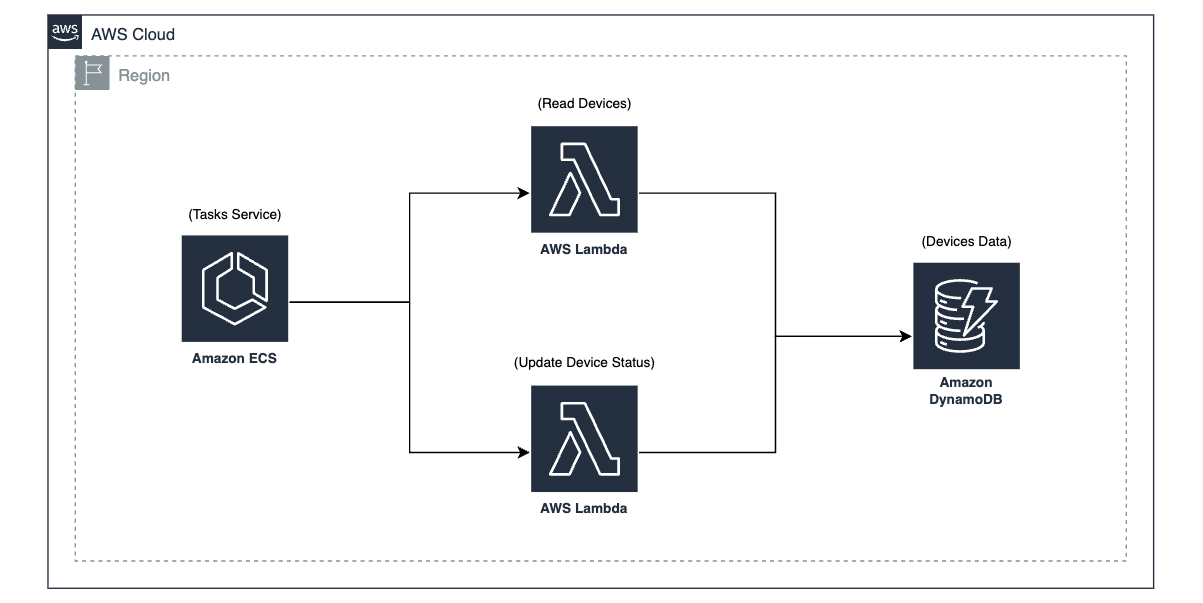 aws
AWS Cloud
Region
(Read Devices)
AWS Lambda
(Tasks Service)
Amazon ECS
(Devices Data)
Amazon
DynamoDB
(Update Device Status)
AWS Lambda